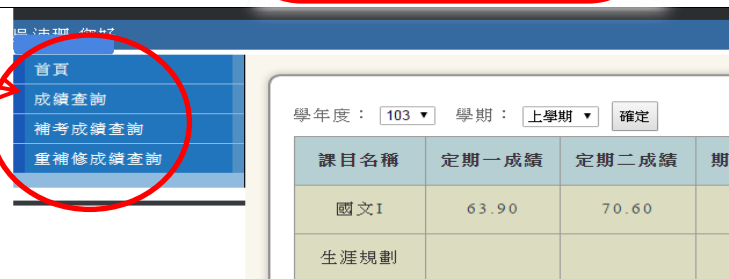 首頁
成績查詢
補考成績查詢
重補修成績查詢
學年度： 103 學期： 上學期 確定
課目名稱 定期一成績 定期二成績 期
國文I 63.90 70.60
生涯規劃